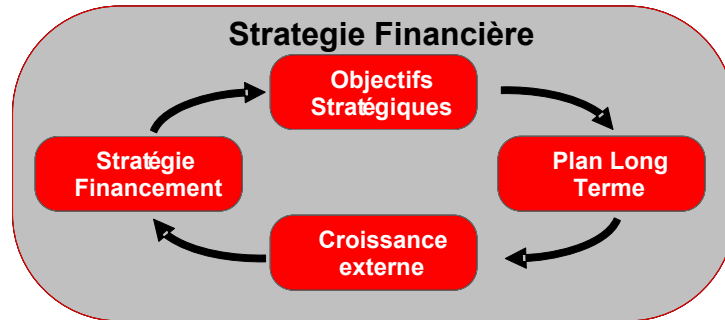 Strategie Financière
Objectifs
Stratégiques
Stratégie
Financement
Plan Long
Terme
Croissance
externe